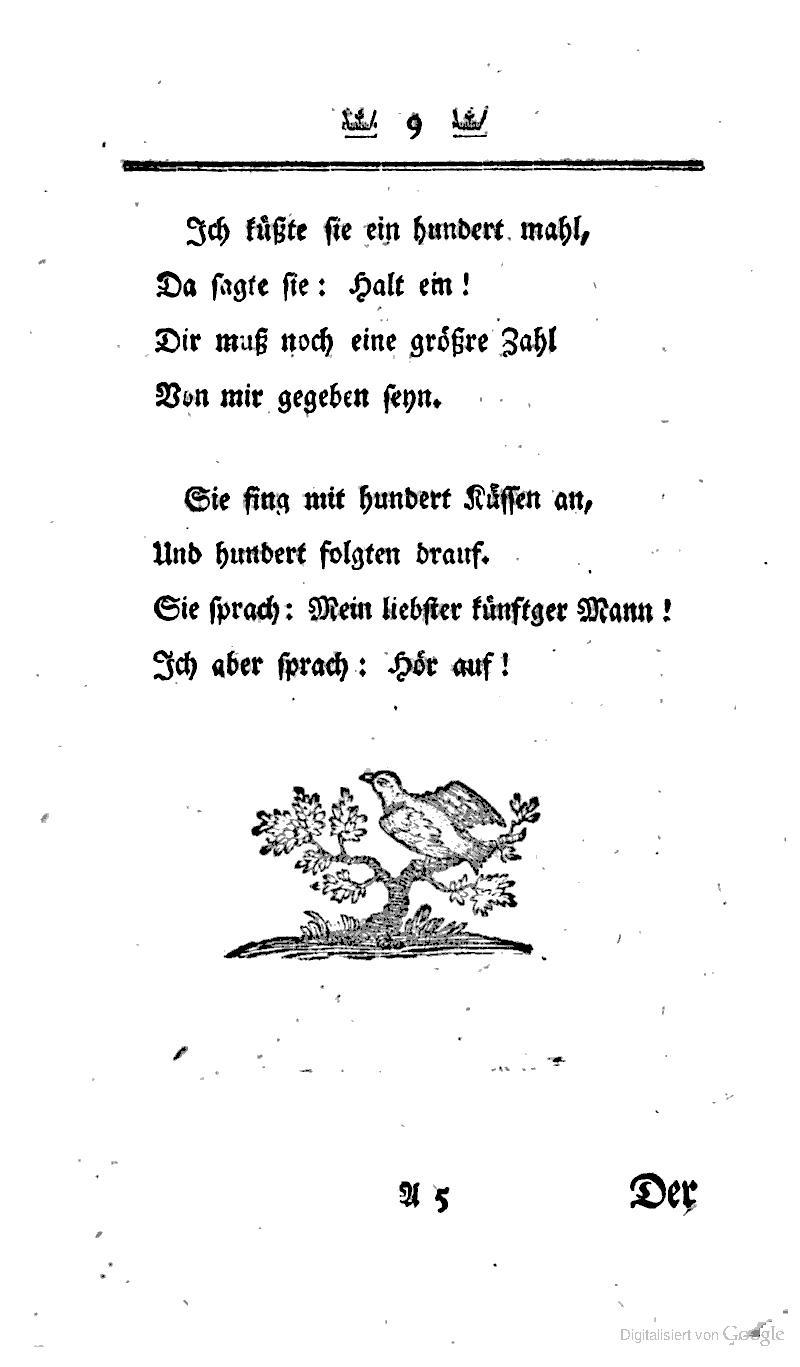 9
Ich küßte sie ein hundert mahl,
Da sagte sie: Halt ein!
Dir muß noch eine größre Zahl
Von mir gegeben seyn.
Sie fing mit hundert Küssen an,
Und hundert folgten drauf.
Sie sprach: Mein liebster künftger Mann!
Ich aber sprach: Hör auf!
A 5 Der
Digitalisiert von Google